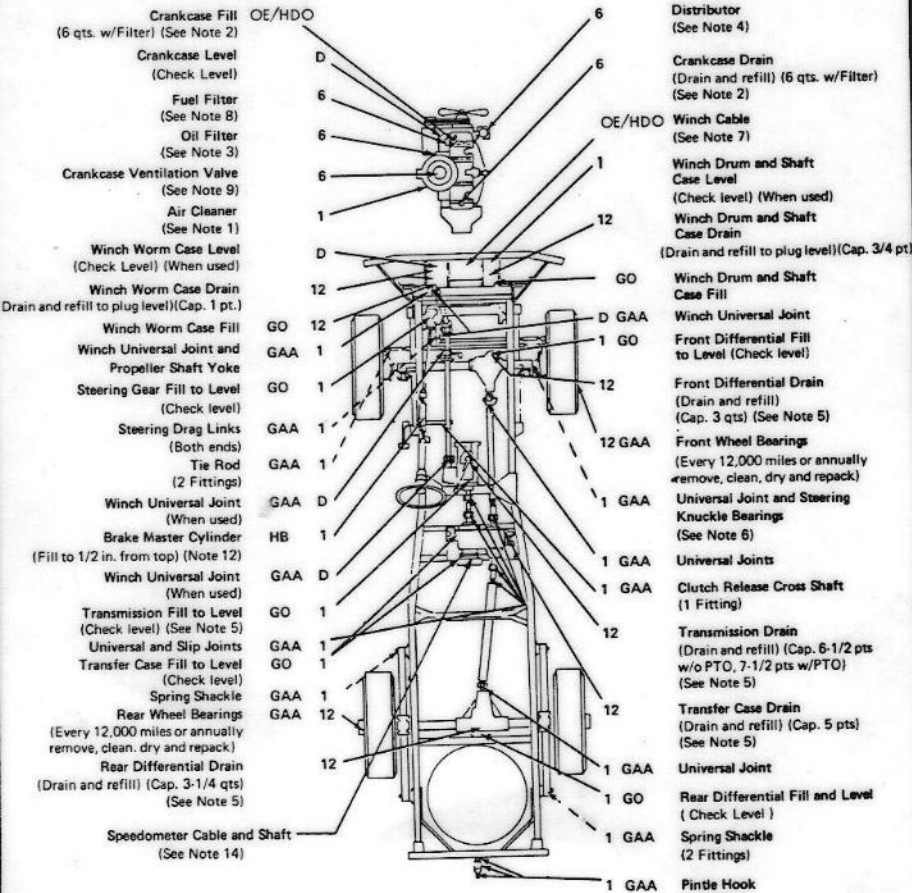 Crankcase Fill OE/HDO
(6 qts. w/Filter) (See Note 2)
Crankcase Level D
(Check Level)
Fuel Filter 6
(See Note 8)
Oil Filter 6
(See Note 3)
Crankcase Ventilation Valve 6
(See Note 9)
Air Cleaner 1
(See Note 1)
Winch Worm Case Level D
(Check Level) (When used)
Winch Worm Case Drain 12
Drain and refill to plug level)(Cap. 1 pt.)
Winch Worm Case Fill GO 12
Winch Universal Joint and GAA 1
Propeller Shaft Yoke
Steering Gear Fill to Level GO 1
(Check level)
Steering Drag Links GAA 1
(Both ends)
Tie Rod GAA 1
(2 Fittings)
Winch Universal Joint GAA D
(When used)
Brake Master Cylinder HB 1
(Fill to 1/2 in. from top) (Note 12)
Winch Universal Joint GAA D
(When used)
Transmission Fill to Level GO 1
(Check level) (See Note 5)
Universal and Slip Joints GAA 1
Transfer Case Fill to Level GO 1
(Check level)
Spring Shackle GAA 1
Rear Wheel Bearings GAA 12
(Every 12,000 miles or annually
remove, clean. dry and repack)
Rear Differential Drain 12
(Drain and refill) (Cap. 3-1/4 qts)
(See Note 5)
Speedometer Cable and Shaft
(See Note 14)
6 Distributor
(See Note 4)
6 Crankcase Drain
(Drain and refill) (6 qts. w/Filter)
(See Note 2)
OE/HDO Winch Cable
(See Note 7)
1 Winch Drum and Shaft
Case Level
(Check level) (When used)
12 Winch Drum and Shaft
Case Drain
(Drain and refill to plug level)(Cap. 3/4 pt)
GO Winch Drum and Shaft
Case Fill
D GAA Winch Universal Joint
1 GO Front Differential Fill
to Level (Check level)
12 Front Differential Drain
(Drain and refill)
(Cap. 3 qts) (See Note 5)
12 GAA Front Wheel Bearings
(Every 12,000 miles or annually
remove, clean, dry and repack)
1 GAA Universal Joint and Steering
Knuckle Bearings
(See Note 6)
1 GAA Universal Joints
1 GAA Clutch Release Cross Shaft
(1 Fitting)
12 Transmission Drain
(Drain and refill) (Cap. 6-1/2 pts
w/o PTO, 7-1/2 pts w/PTO)
(See Note 5)
12 Transfer Case Drain
(Drain and refill) (Cap. 5 pts)
(See Note 5)
1 GAA Universal Joint
1 GO Rear Differential Fill and Level
( Check Level )
1 GAA Spring Shackle
(2 Fittings)
1 GAA Pintle Hook